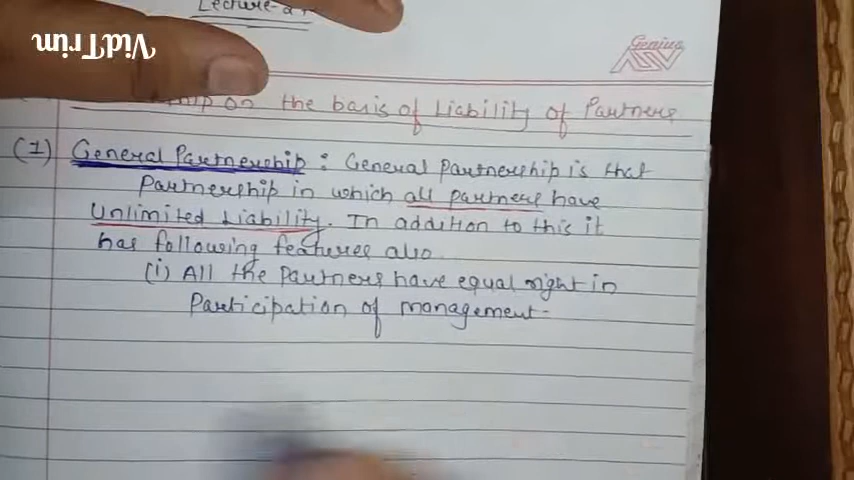 Lecture-
VidTrim
Genius
on the basis of Liability of Partners
(1) General Partnership : General Partnership is that
Partnership in which all partners have
Unlimited Liability. In addition to this it
has following features also.
(i) All the Partners have equal right in
Participation of management-